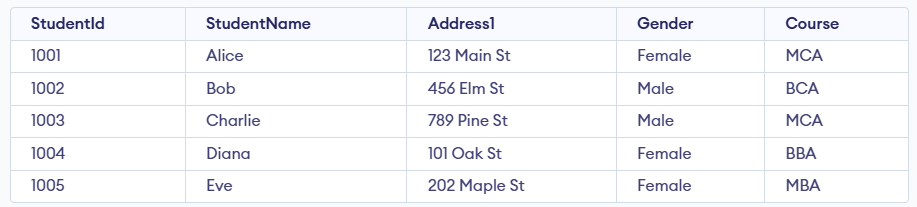 StudentId StudentName Address1 Gender Course
1001 Alice 123 Main St Female MCA
1002 Bob 456 Elm St Male BCA
1003 Charlie 789 Pine St Male MCA
1004 Diana 101 Oak St Female BBA
1005 Eve 202 Maple St Female MBA